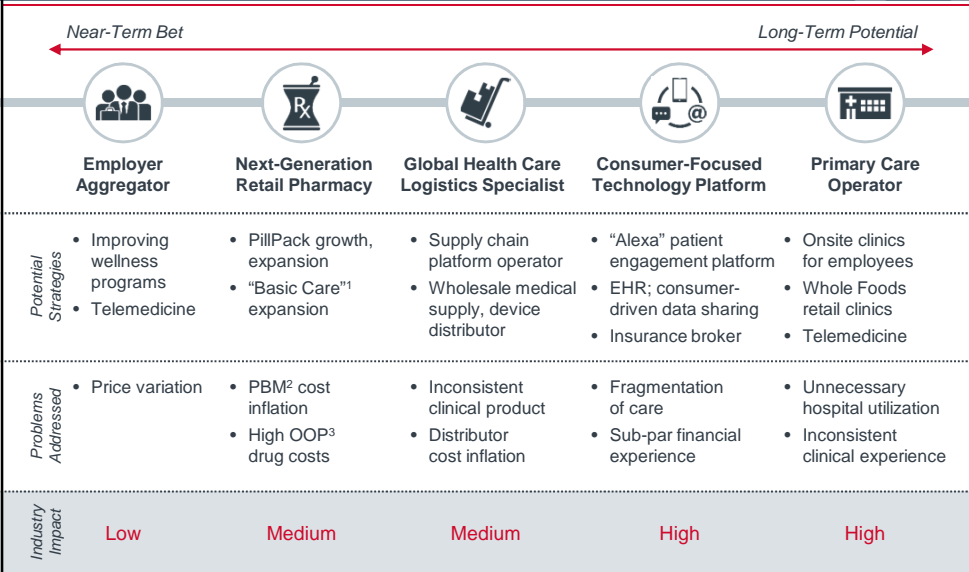 Near-Term Bet
Long-Term Potential
Rx
@
Employer
Aggregator
Next-Generation
Retail Pharmacy
Global Health Care
Logistics Specialist
Consumer-Focused
Technology Platform
Primary Care
Operator
Potential
Strategies
• Improving
wellness
programs
• Telemedicine
• PillPack growth,
expansion
• “Basic Care”¹
expansion
• Supply chain
platform operator
• Wholesale medical
supply, device
distributor
• “Alexa” patient
engagement platform
• EHR; consumer-
driven data sharing
• Insurance broker
• Onsite clinics
for employees
• Whole Foods
retail clinics
• Telemedicine
Problems
Addressed
• Price variation
• PBM² cost
inflation
• High OOP³
drug costs
• Inconsistent
clinical product
• Distributor
cost inflation
• Fragmentation
of care
• Sub-par financial
experience
• Unnecessary
hospital utilization
• Inconsistent
clinical experience
Industry
Impact
Low
Medium
Medium
High
High